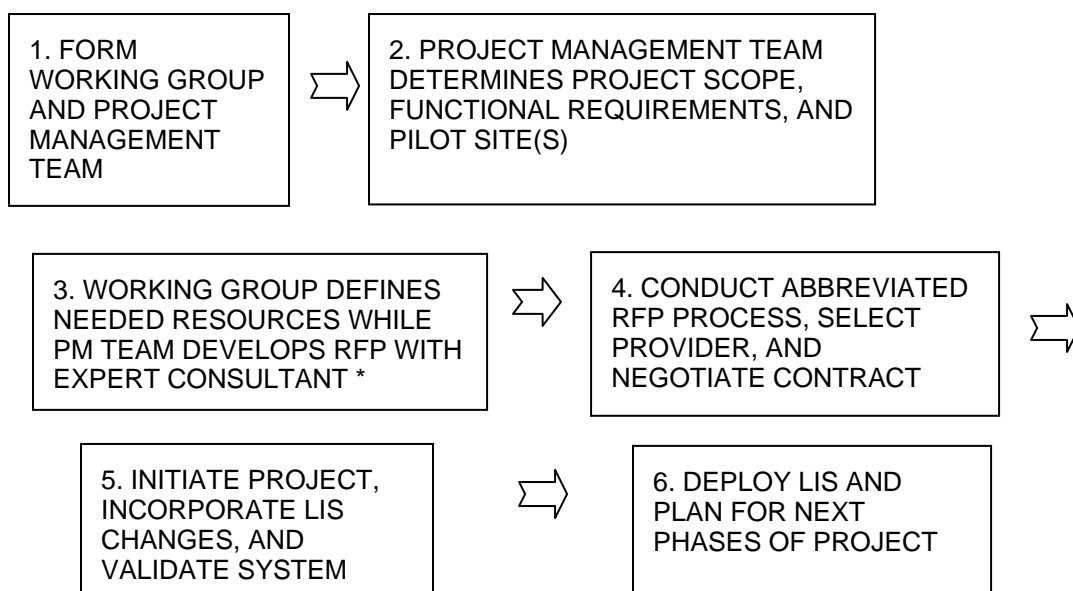 1. FORM
WORKING GROUP
AND PROJECT
MANAGEMENT
TEAM
2. PROJECT MANAGEMENT TEAM
DETERMINES PROJECT SCOPE,
FUNCTIONAL REQUIREMENTS, AND
PILOT SITE(S)
3. WORKING GROUP DEFINES
NEEDED RESOURCES WHILE
PM TEAM DEVELOPS RFP WITH
EXPERT CONSULTANT *
4. CONDUCT ABBREVIATED
RFP PROCESS, SELECT
PROVIDER, AND
NEGOTIATE CONTRACT
5. INITIATE PROJECT,
INCORPORATE LIS
CHANGES, AND
VALIDATE SYSTEM
6. DEPLOY LIS AND
PLAN FOR NEXT
PHASES OF PROJECT